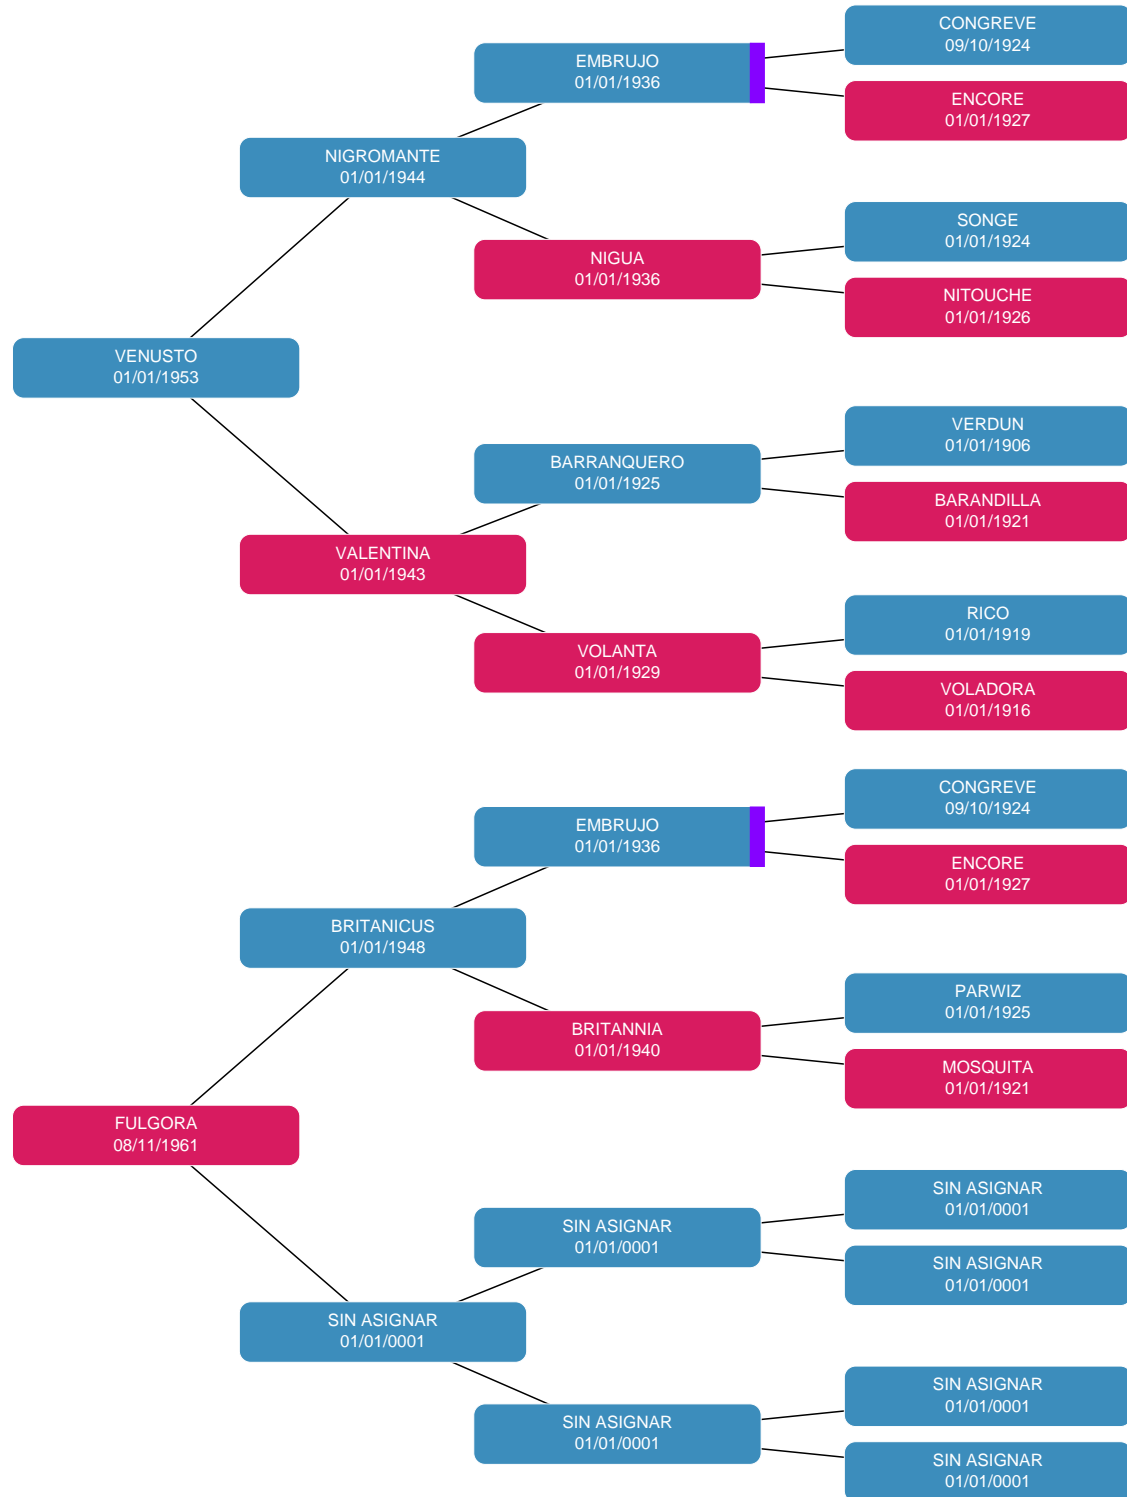 CONGREVE
09/10/1924
EMBRUJO
01/01/1936
ENCORE
01/01/1927
NIGROMANTE
01/01/1944
SONGE
01/01/1924
NIGUA
01/01/1936
NITOUCHE
01/01/1926
VENUSTO
01/01/1953
VERDUN
01/01/1906
BARRANQUERO
01/01/1925
BARANDILLA
01/01/1921
VALENTINA
01/01/1943
RICO
01/01/1919
VOLANTA
01/01/1929
VOLADORA
01/01/1916
CONGREVE
09/10/1924
EMBRUJO
01/01/1936
ENCORE
01/01/1927
BRITANICUS
01/01/1948
PARWIZ
01/01/1925
BRITANNIA
01/01/1940
MOSQUITA
01/01/1921
FULGORA
08/11/1961
SIN ASIGNAR
01/01/0001
SIN ASIGNAR
01/01/0001
SIN ASIGNAR
01/01/0001
SIN ASIGNAR
01/01/0001
SIN ASIGNAR
01/01/0001
SIN ASIGNAR
01/01/0001
SIN ASIGNAR
01/01/0001